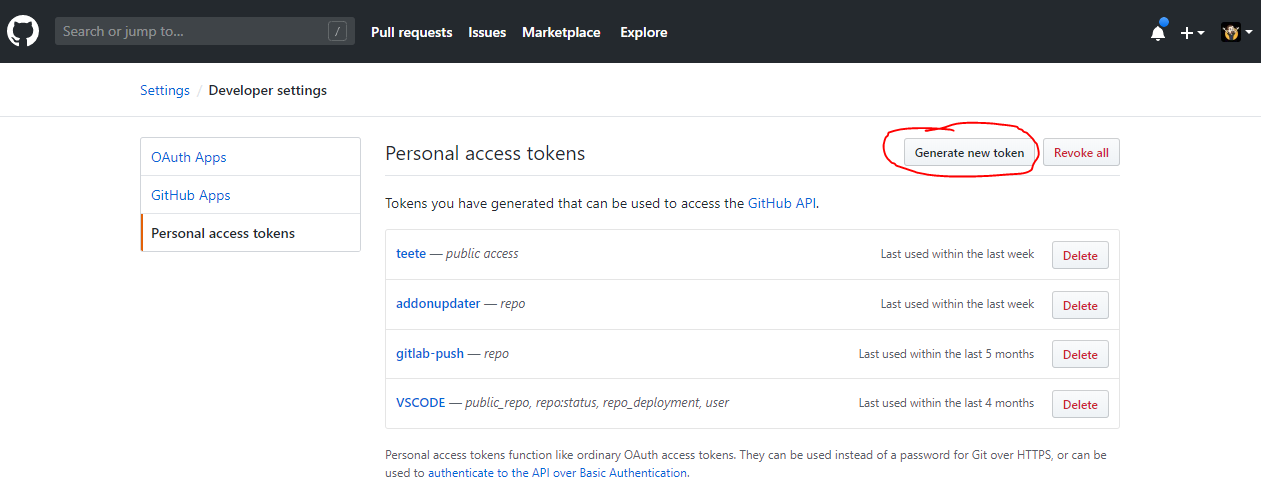 Search or jump to... /
Pull requests Issues Marketplace Explore
Settings / Developer settings
OAuth Apps
GitHub Apps
Personal access tokens
Personal access tokens
Generate new token
Revoke all
Tokens you have generated that can be used to access the GitHub API.
teete — public access Last used within the last week Delete
addonupdater — repo Last used within the last week Delete
gitlab-push — repo Last used within the last 5 months Delete
VSCODE — public_repo, repo:status, repo_deployment, user Last used within the last 4 months Delete
Personal access tokens function like ordinary OAuth access tokens. They can be used instead of a password for Git over HTTPS, or can be
used to authenticate to the API over Basic Authentication.